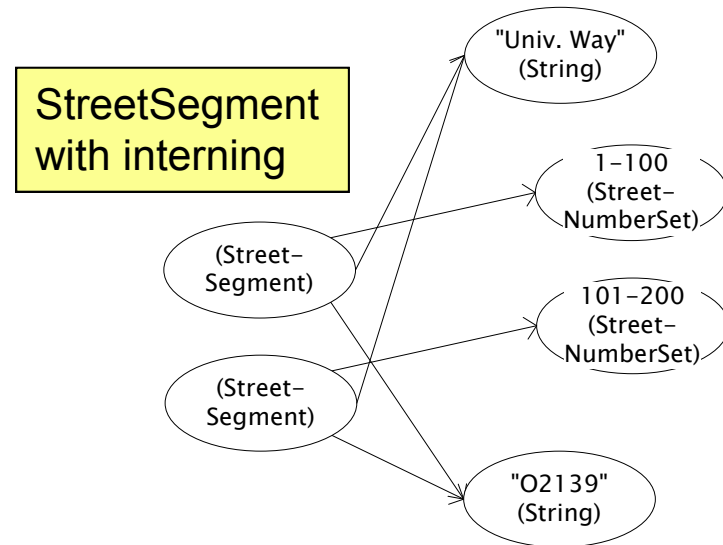 StreetSegment
with interning
"Univ. Way"
(String)
1-100
(Street-
NumberSet)
(Street-
Segment)
101-200
(Street-
NumberSet)
(Street-
Segment)
"O2139"
(String)